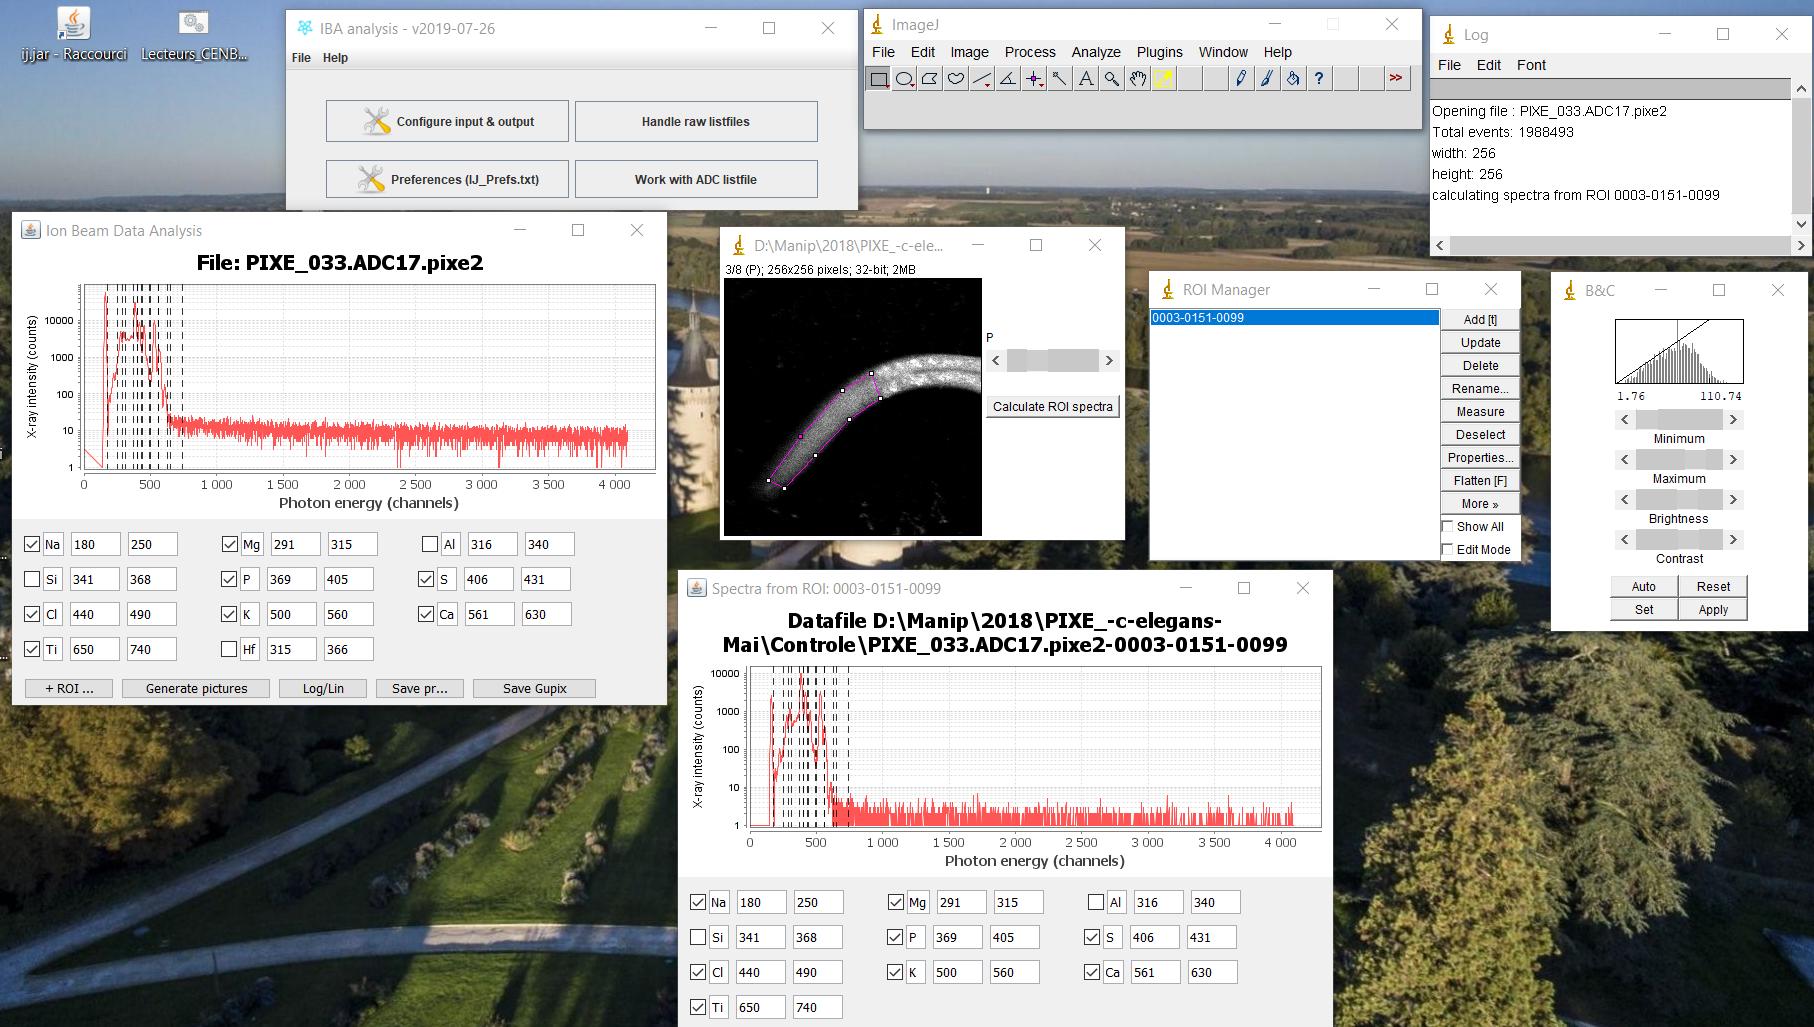 ij.jar - Raccourci
Lecteurs_CENB...
IBA analysis - v2019-07-26
File Help
Configure input & output
Handle raw listfiles
Preferences (IJ_Prefs.txt)
Work with ADC listfile
ImageJ
File Edit Image Process Analyze Plugins Window Help
A ? >>
Log
File Edit Font
Opening file : PIXE_033.ADC17.pixe2
Total events: 1988493
width: 256
height: 256
calculating spectra from ROI 0003-0151-0099
Ion Beam Data Analysis
File: PIXE_033.ADC17.pixe2
X-ray intensity (counts)
10000
1000
100
10
1
0 500 1 000 1 500 2 000 2 500 3 000 3 500 4 000
Photon energy (channels)
Na 180 250 Mg 291 315 Al 316 340
Si 341 368 P 369 405 S 406 431
Cl 440 490 K 500 560 Ca 561 630
Ti 650 740 Hf 315 366
+ ROI ... Generate pictures Log/Lin Save pr... Save Gupix
D:\Manip\2018\PIXE_-c-ele...
3/8 (P); 256x256 pixels; 32-bit; 2MB
P
Calculate ROI spectra
ROI Manager
0003-0151-0099
Add [t]
Update
Delete
Rename...
Measure
Deselect
Properties...
Flatten [F]
More »
Show All
Edit Mode
B&C
1.76 110.74
Minimum
Maximum
Brightness
Contrast
Auto Reset
Set Apply
Spectra from ROI: 0003-0151-0099
Datafile D:\Manip\2018\PIXE_-c-elegans-
Mai\Controle\PIXE_033.ADC17.pixe2-0003-0151-0099
X-ray intensity (counts)
10000
1000
100
10
1
0 500 1 000 1 500 2 000 2 500 3 000 3 500 4 000
Photon energy (channels)
Na 180 250 Mg 291 315 Al 316 340
Si 341 368 P 369 405 S 406 431
Cl 440 490 K 500 560 Ca 561 630
Ti 650 740